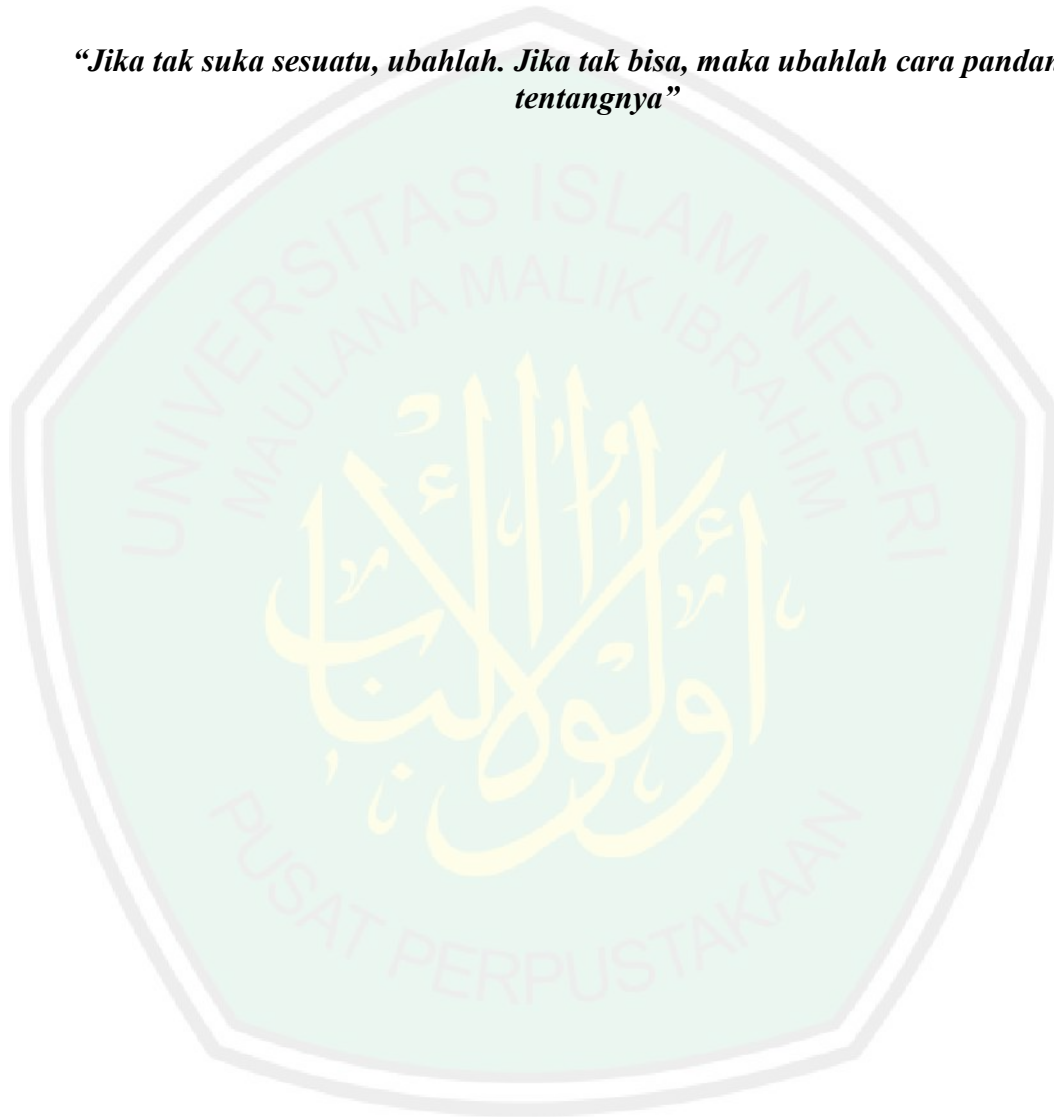 “Jika tak suka sesuatu, ubahlah. Jika tak bisa, maka ubahlah cara pandan
tentangnya”
UNIVERSITAS ISLAM NEGERI
MAULANA MALIK IBRAHIM
أولوا الألباب
PUSAT PERPUSTAKAAN